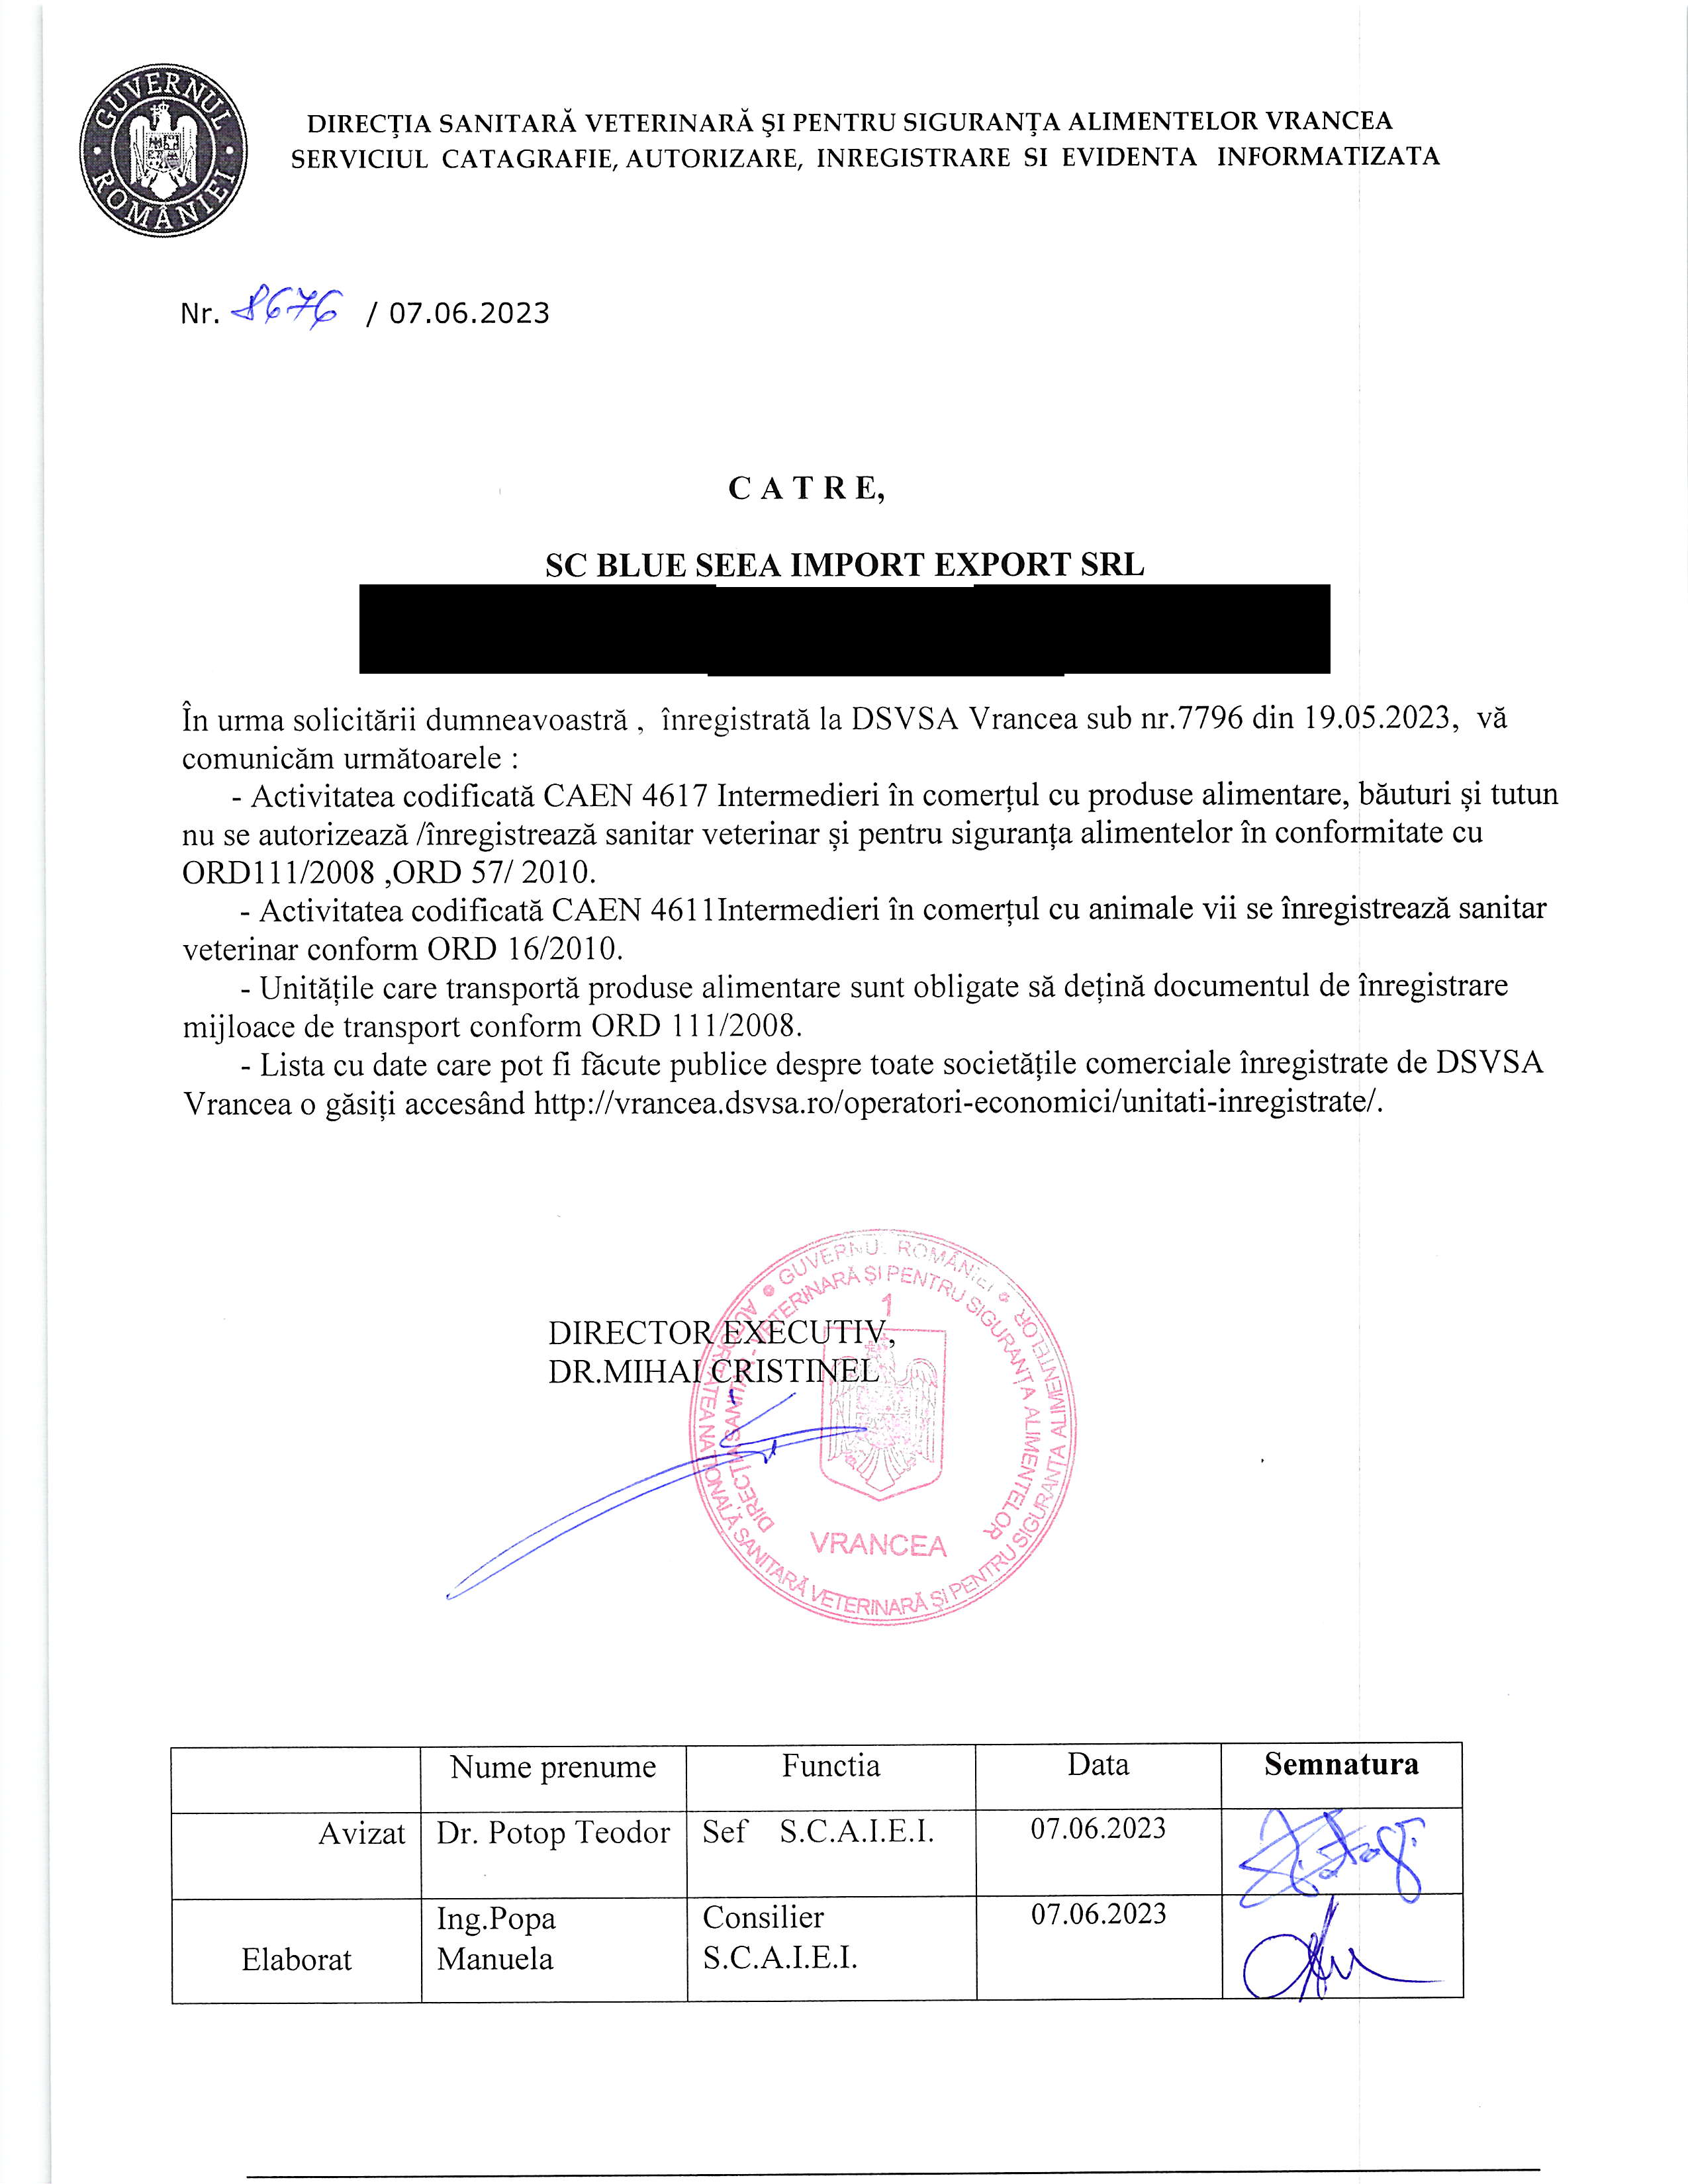 GUVERNUL ROMÂNIEI
DIRECŢIA SANITARĂ VETERINARĂ ŞI PENTRU SIGURANŢA ALIMENTELOR VRANCEA
SERVICIUL CATAGRAFIE, AUTORIZARE, INREGISTRARE SI EVIDENTA INFORMATIZATA
Nr. 8676 / 07.06.2023
C A T R E,
SC BLUE SEEA IMPORT EXPORT SRL
În urma solicitării dumneavoastră , înregistrată la DSVSA Vrancea sub nr.7796 din 19.05.2023, vă
comunicăm următoarele :
- Activitatea codificată CAEN 4617 Intermedieri în comerțul cu produse alimentare, băuturi și tutun
nu se autorizează /înregistrează sanitar veterinar și pentru siguranța alimentelor în conformitate cu
ORD111/2008 ,ORD 57/ 2010.
- Activitatea codificată CAEN 4611Intermedieri în comerțul cu animale vii se înregistrează sanitar
veterinar conform ORD 16/2010.
- Unitățile care transportă produse alimentare sunt obligate să dețină documentul de înregistrare
mijloace de transport conform ORD 111/2008.
- Lista cu date care pot fi făcute publice despre toate societățile comerciale înregistrate de DSVSA
Vrancea o găsiți accesând http://vrancea.dsvsa.ro/operatori-economici/unitati-inregistrate/.
DIRECTOR EXECUTIV,
DR.MIHAI CRISTINEL
GUVERNUL ROMÂNIEI
AUTORITATEA NAȚIONALĂ SANITARĂ VETERINARĂ ŞI PENTRU SIGURANȚA ALIMENTELOR
DIRECȚIA SANITAR - VETERINARĂ ŞI PENTRU SIGURANȚA ALIMENTELOR
1
VRANCEA
Nume prenume Functia Data Semnatura
Avizat Dr. Potop Teodor Sef S.C.A.I.E.I. 07.06.2023
Elaborat Ing.Popa Manuela Consilier S.C.A.I.E.I. 07.06.2023